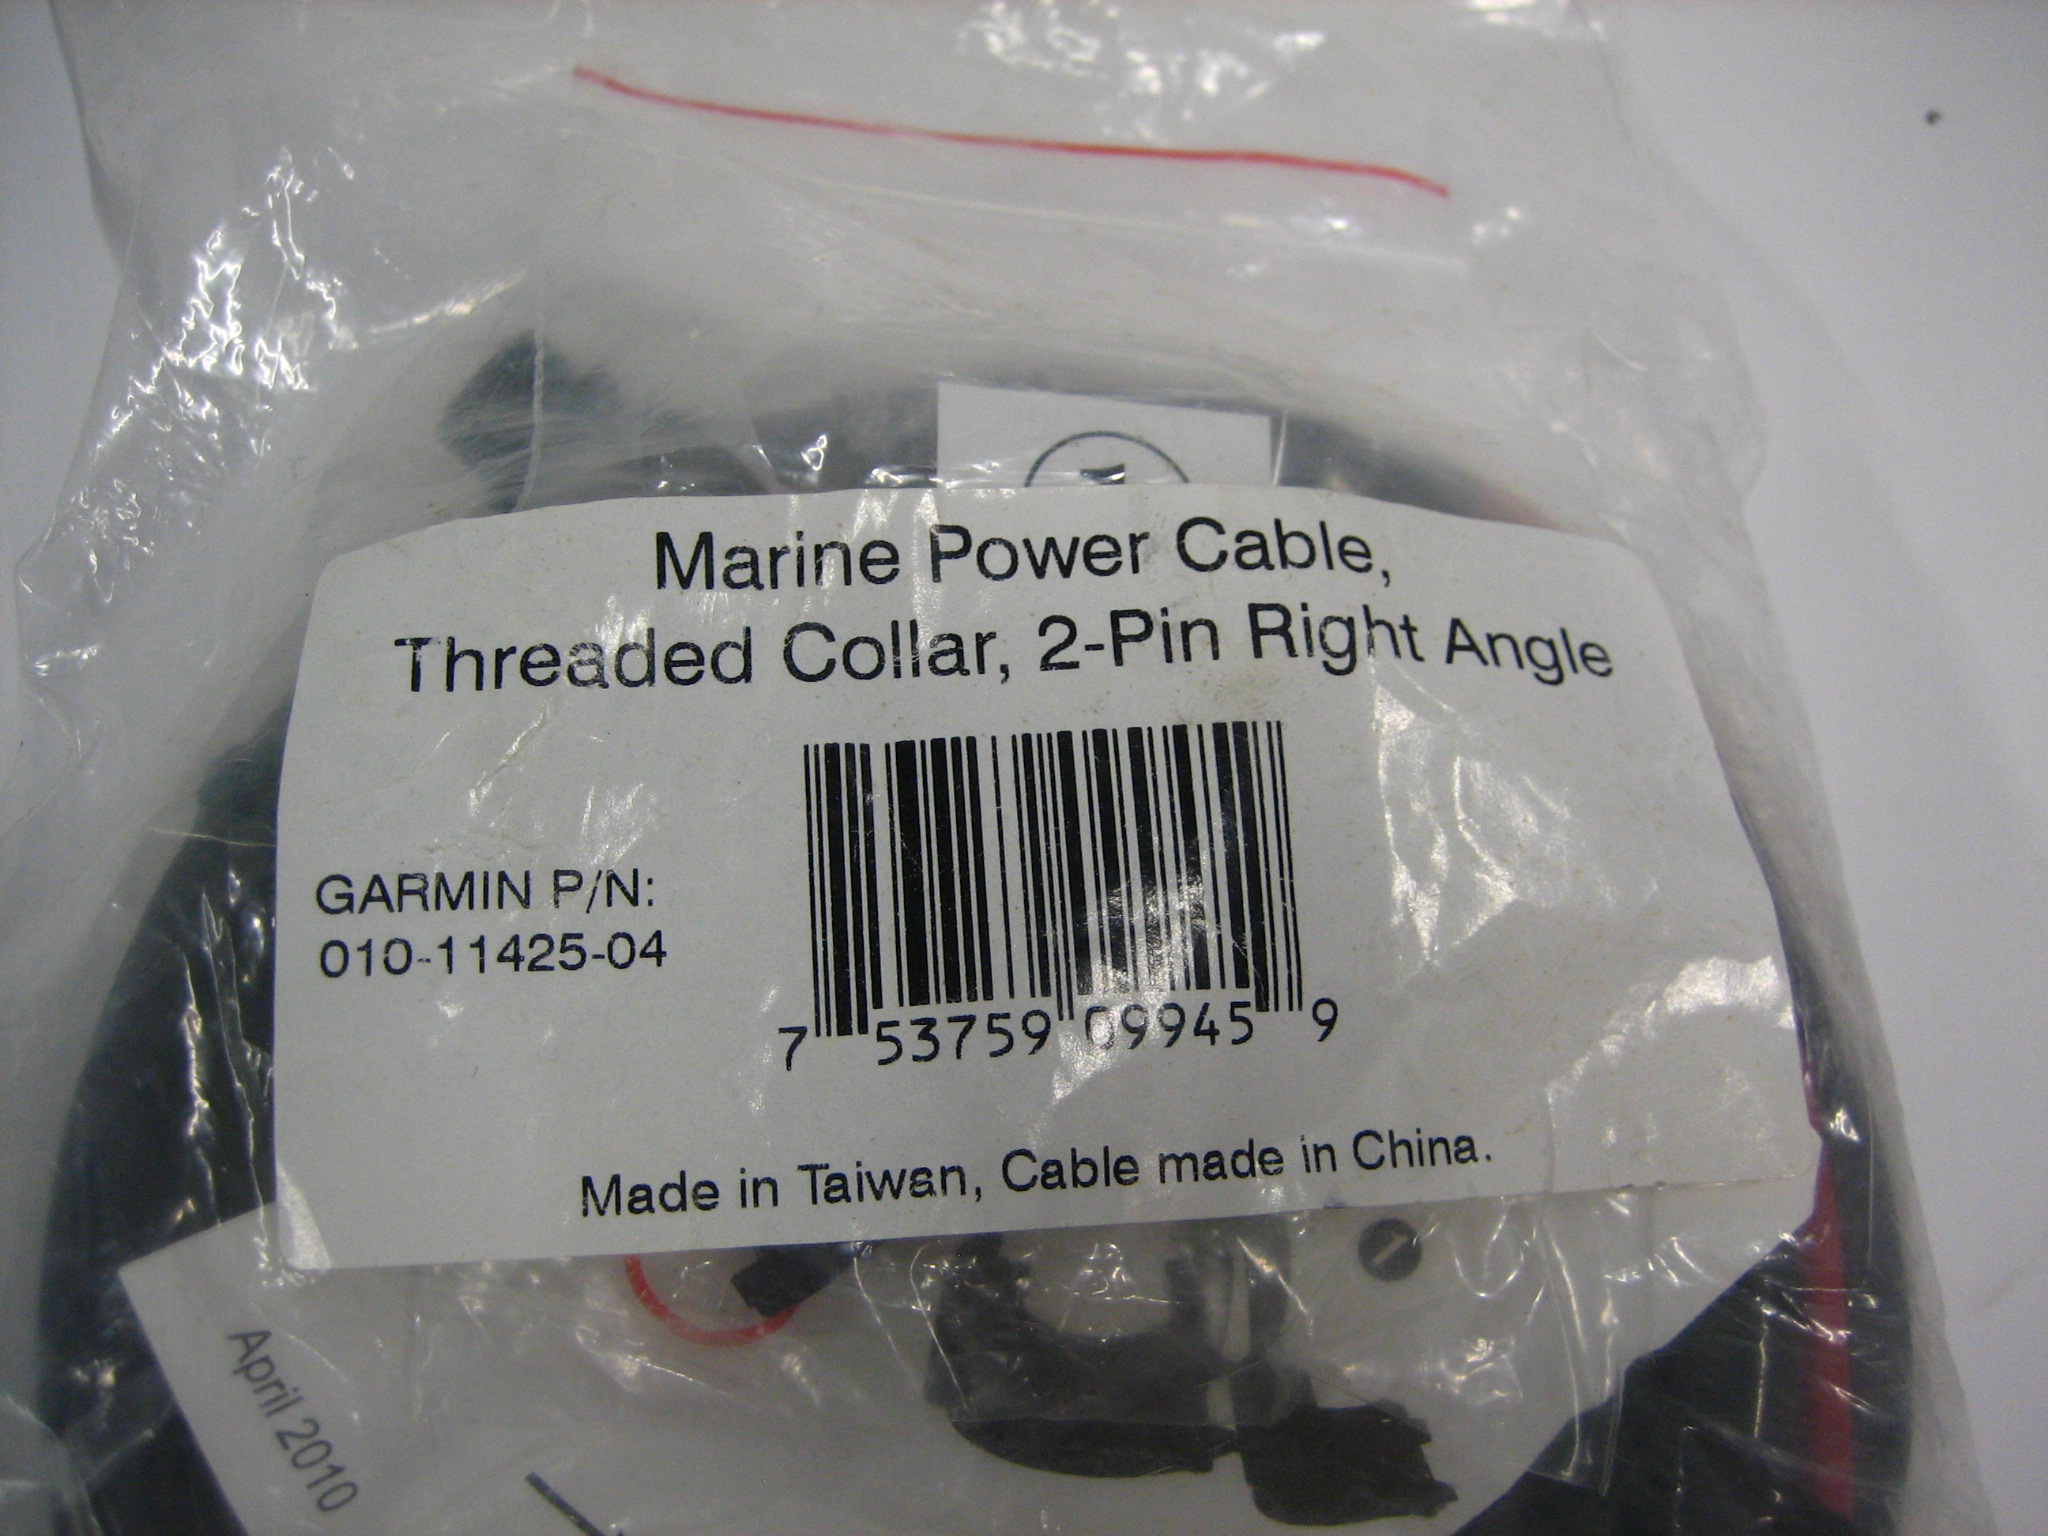 Marine Power Cable,
Threaded Collar, 2-Pin Right Angle
GARMIN P/N:
010-11425-04
7 53759 09945 9
Made in Taiwan, Cable made in China.
1
April 2010